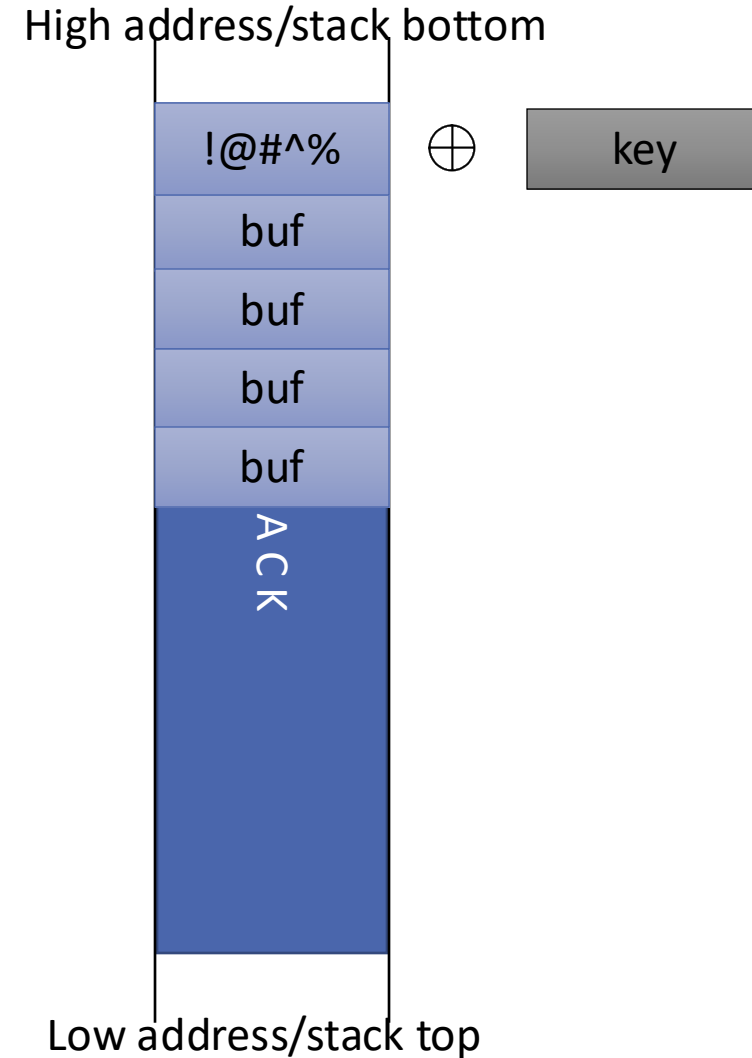 High address/stack bottom
!@#^%
key
buf
buf
buf
buf
ACK
Low address/stack top